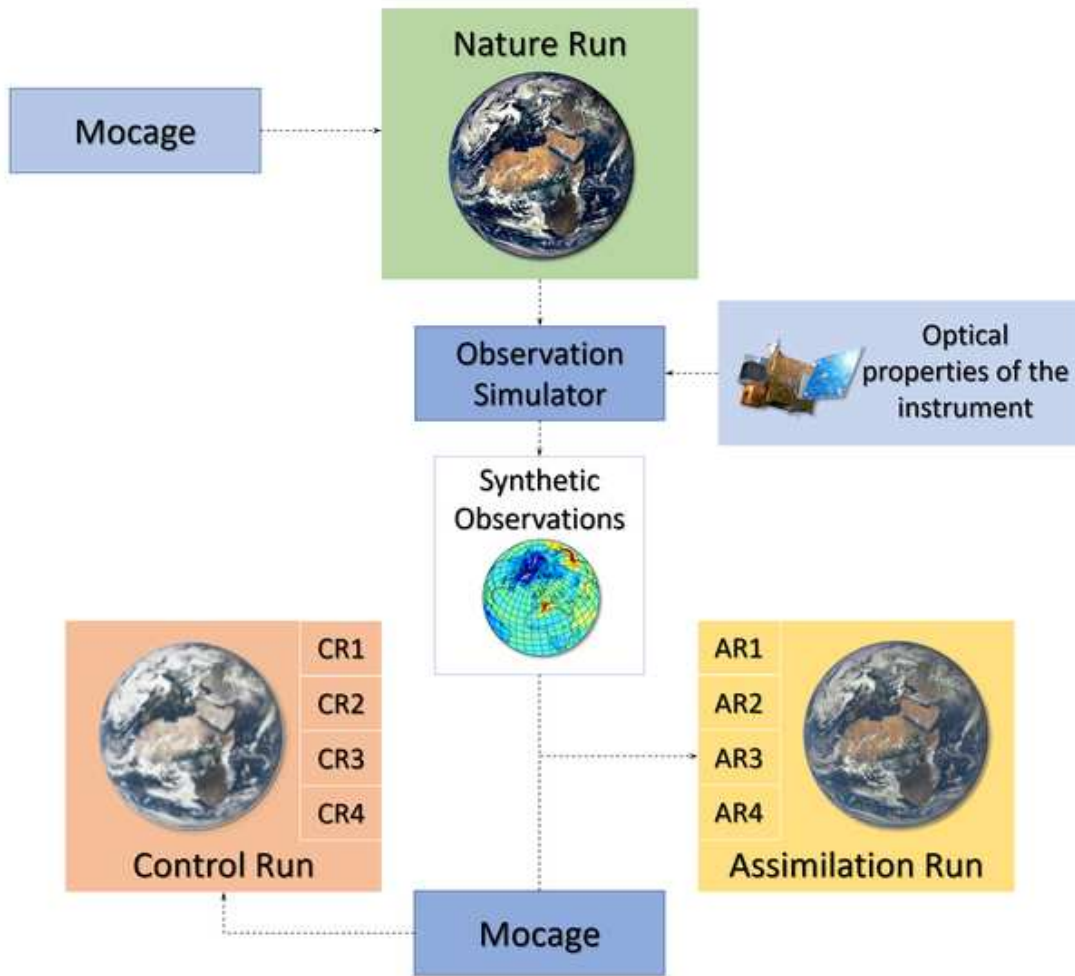 Nature Run
Mocage
Observation
Simulator
Optical
properties of the
instrument
Synthetic
Observations
CR1
CR2
CR3
CR4
Control Run
AR1
AR2
AR3
AR4
Assimilation Run
Mocage